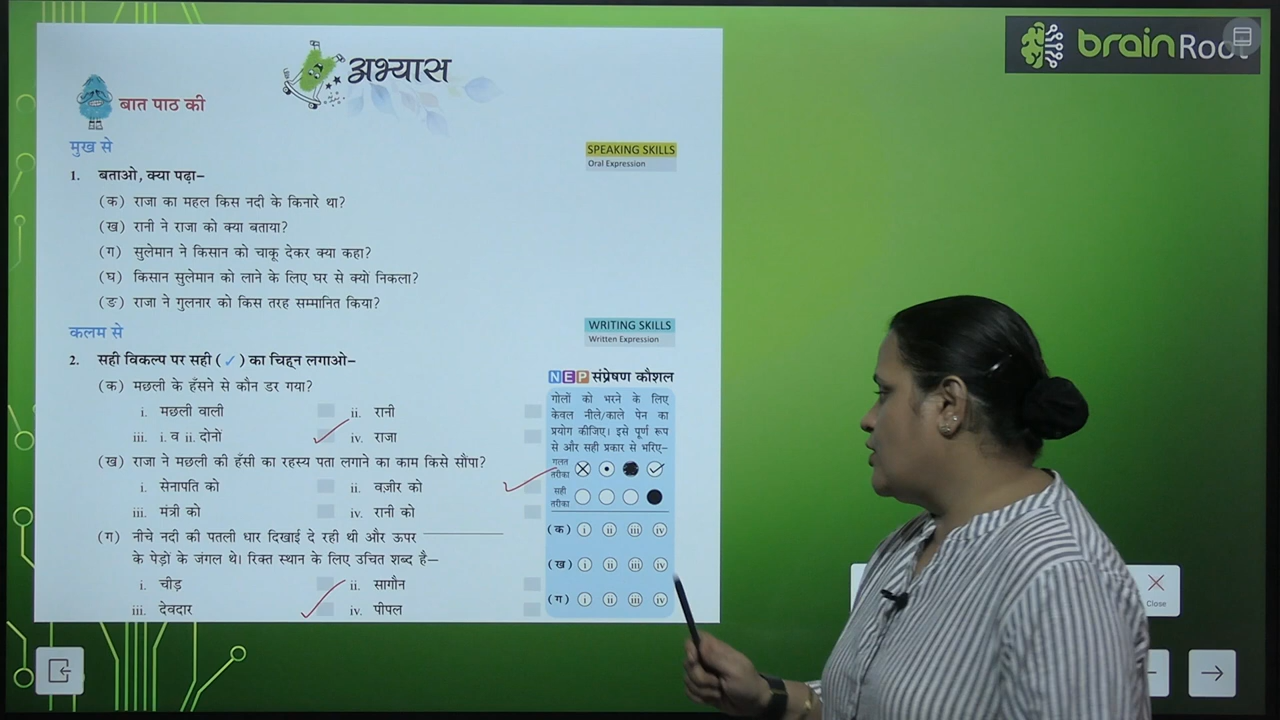 अभ्यास
brainRoot
बात पाठ की
मुख से
SPEAKING SKILLS
Oral Expression
1. बताओ, क्या पढ़ा–
(क) राजा का महल किस नदी के किनारे था?
(ख) रानी ने राजा को क्या बताया?
(ग) सुलेमान ने किसान को चाकू देकर क्या कहा?
(घ) किसान सुलेमान को लाने के लिए घर से क्यो निकला?
(ङ) राजा ने गुलनार को किस तरह सम्मानित किया?
कलम से
WRITING SKILLS
Written Expression
2. सही विकल्प पर सही (✓) का चिह्न लगाओ–
(क) मछली के हँसने से कौन डर गया?
i. मछली वाली ii. रानी
iii. i. व ii. दोनों iv. राजा
(ख) राजा ने मछली की हँसी का रहस्य पता लगाने का काम किसे सौंपा?
i. सेनापति को ii. वज़ीर को
iii. मंत्री को iv. रानी को
(ग) नीचे नदी की पतली धार दिखाई दे रही थी और ऊपर
के पेड़ों के जंगल थे। रिक्त स्थान के लिए उचित शब्द है–
i. चीड़ ii. सागौन
iii. देवदार iv. पीपल
NEP संप्रेषण कौशल
गोलों को भरने के लिए
केवल नीले/काले पेन का
प्रयोग कीजिए। इसे पूर्ण रूप
से और सही प्रकार से भरिए–
गलत
तरीका
सही
तरीका
(क) i ii iii iv
(ख) i ii iii iv
(ग) i ii iii iv
Close